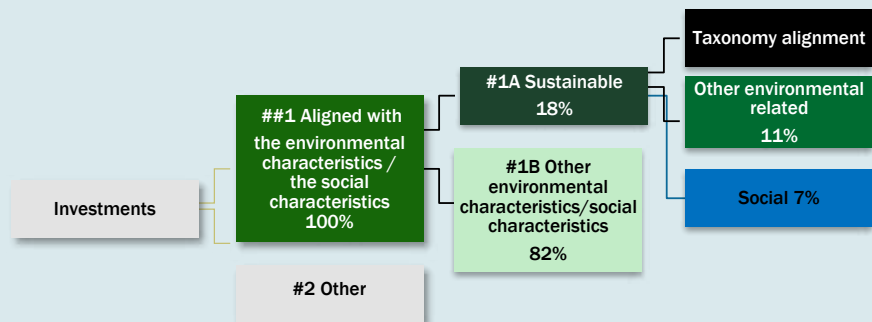 Investments
##1 Aligned with
the environmental
characteristics /
the social
characteristics
100%
#2 Other
#1A Sustainable
18%
#1B Other
environmental
characteristics/social
characteristics
82%
Taxonomy alignment
Other environmental
related
11%
Social 7%